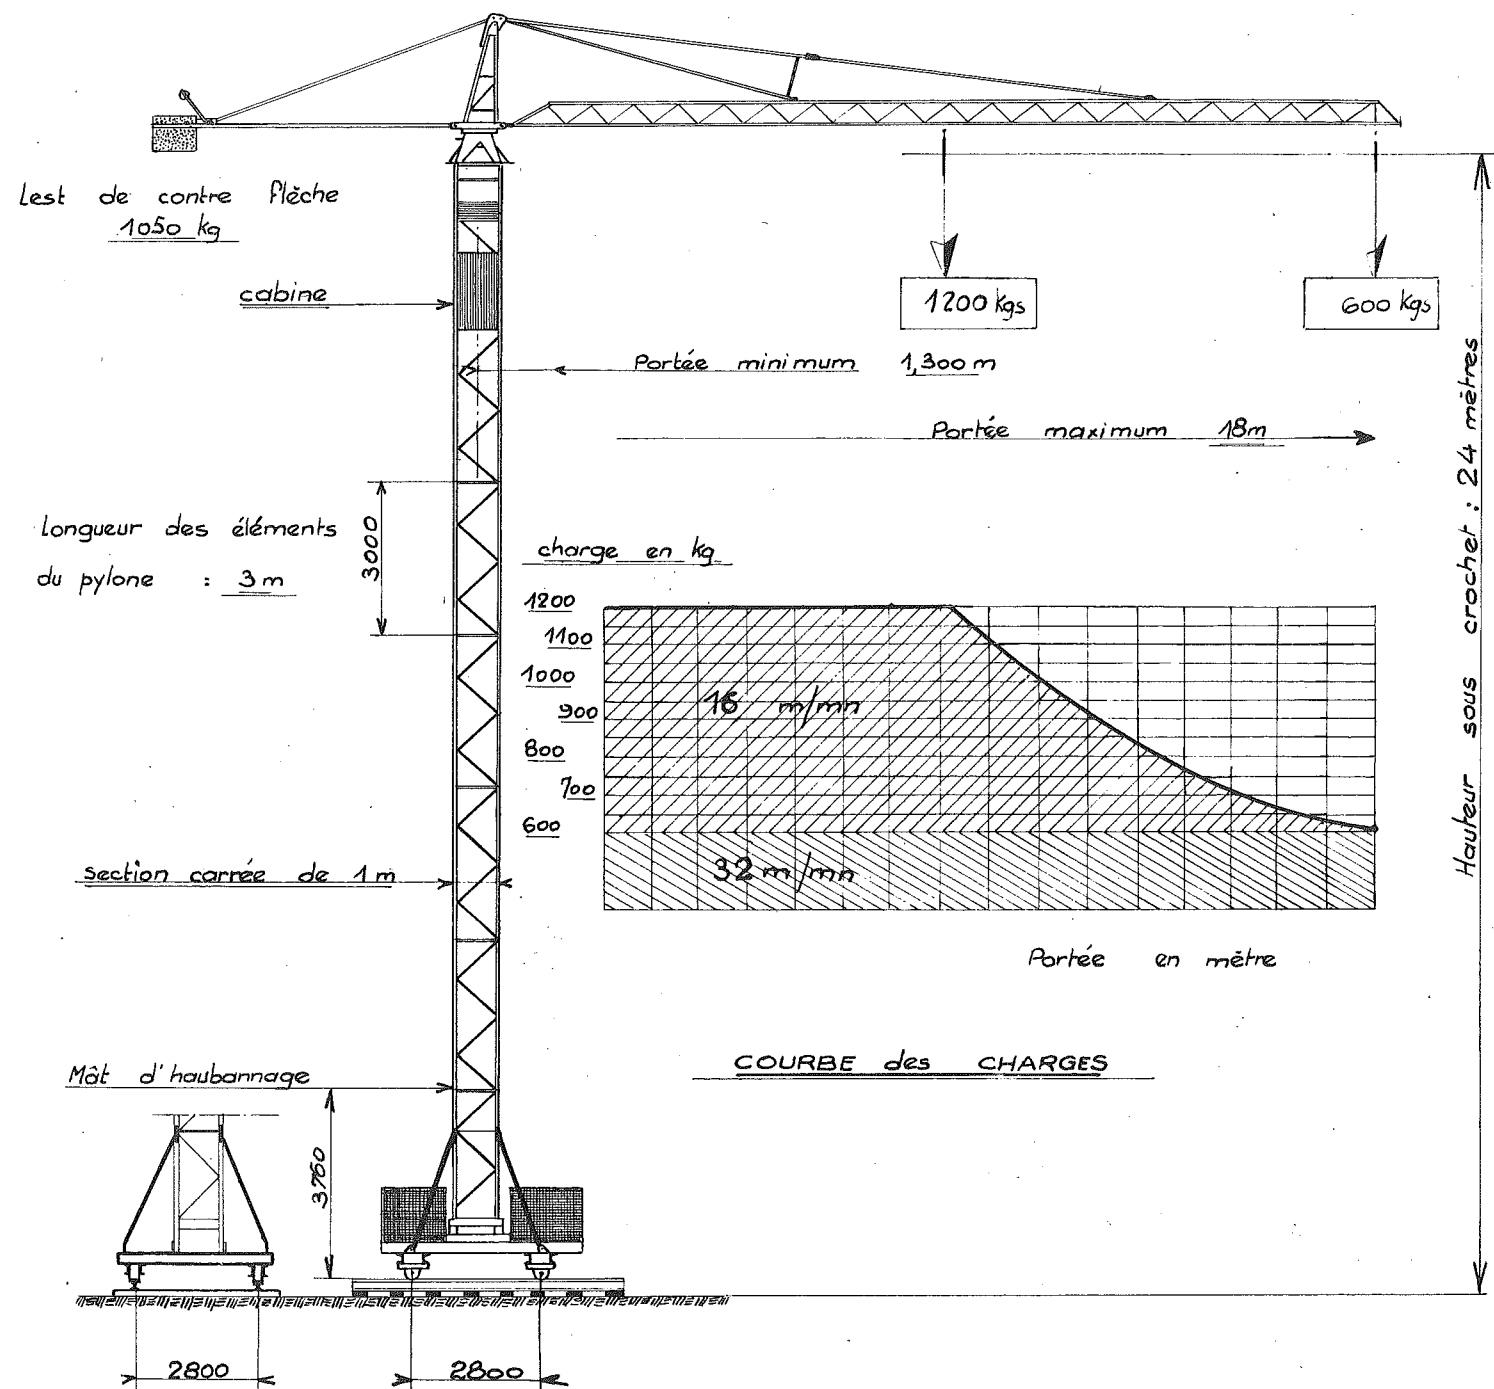 Lest de contre flèche
1050 kg
1200 kgs
600 kgs
cabine
Portée minimum 1,300 m
Portée maximum 18m
Hauteur sous crochet : 24 mètres
longueur des éléments
du pylone : 3 m
3000
charge en kg
1200
1100
1000
900
800
700
600
16 m/mn
32 m/mn
section carrée de 1 m
Portée en mètre
COURBE des CHARGES
Mât d'haubannage
3760
2800
2800